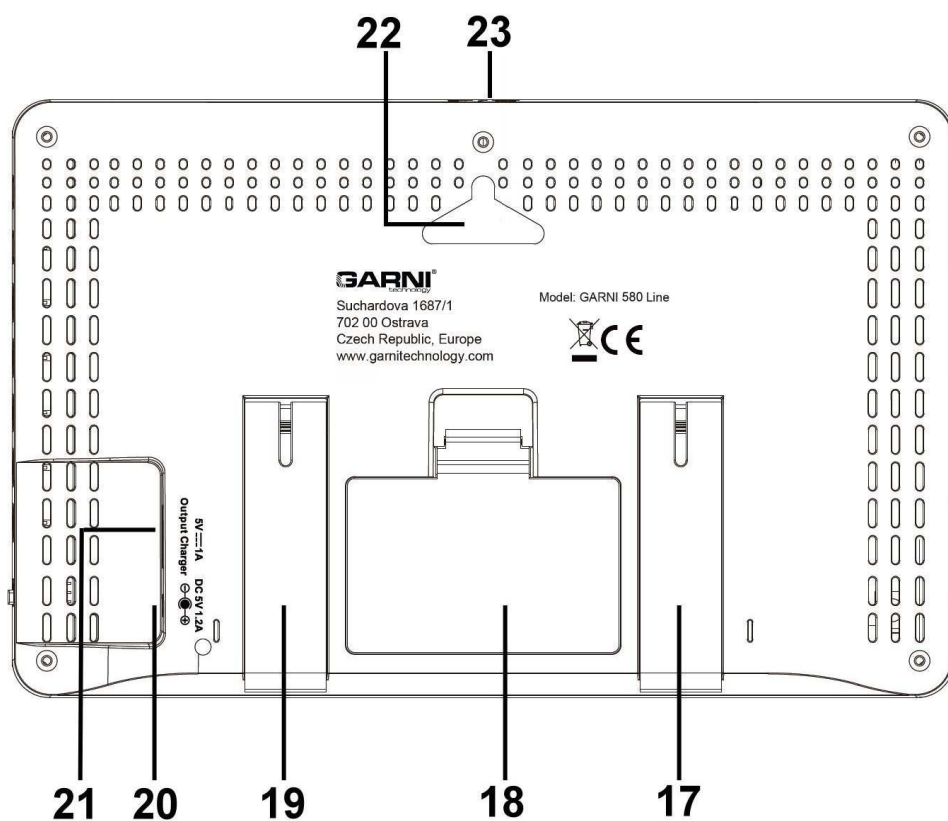 22 23
GARNI®
technology
Suchardova 1687/1
702 00 Ostrava
Czech Republic, Europe
www.garnitechnology.com
Model: GARNI 580 Line
CE
5V⎓1A
Output Charger
DC 5V 1.2A
⊖ ⊕
21 20 19 18 17